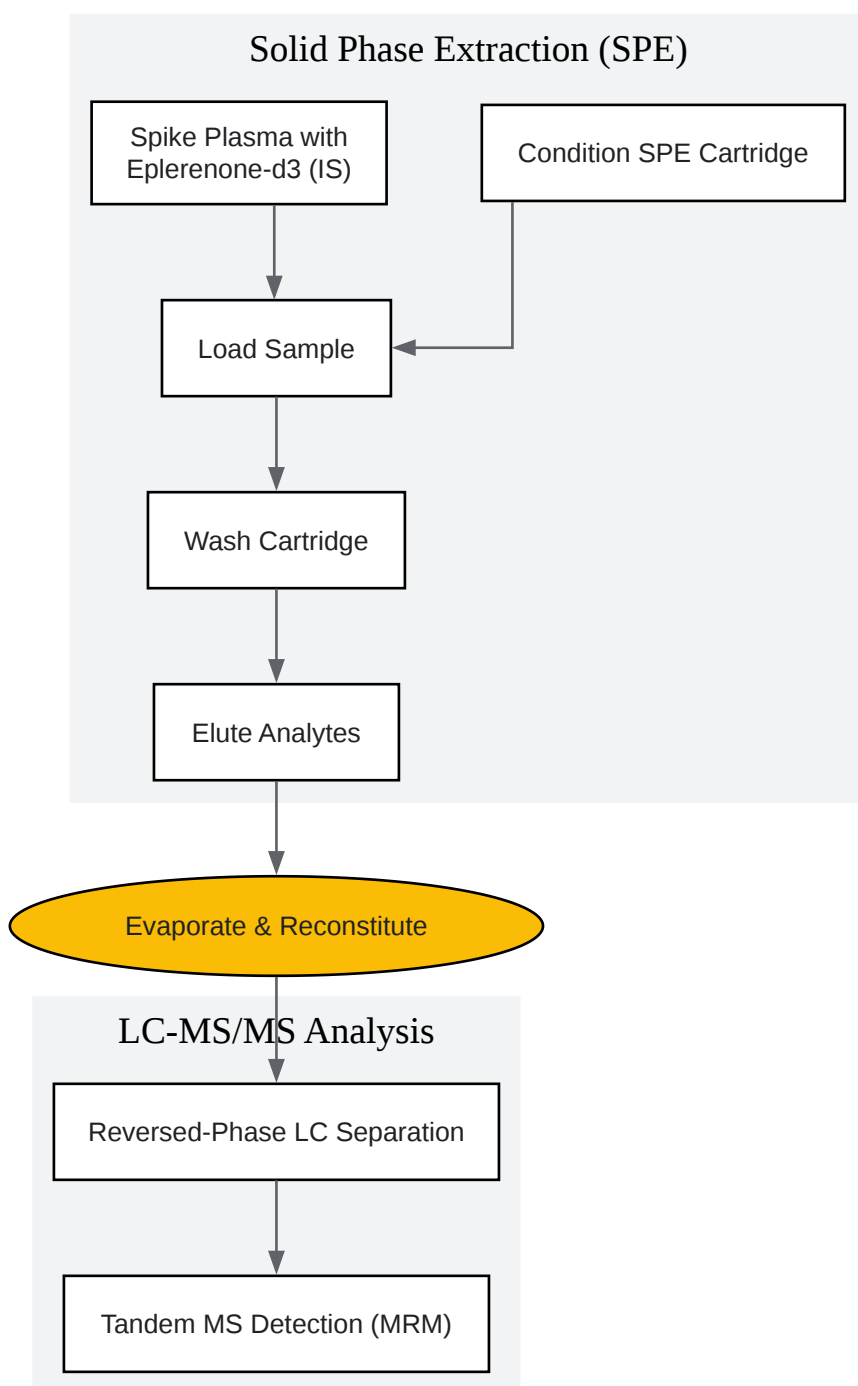 Solid Phase Extraction (SPE)
Spike Plasma with
Eplerenone-d3 (IS)
Condition SPE Cartridge
Load Sample
Wash Cartridge
Elute Analytes
Evaporate & Reconstitute
LC-MS/MS Analysis
Reversed-Phase LC Separation
Tandem MS Detection (MRM)